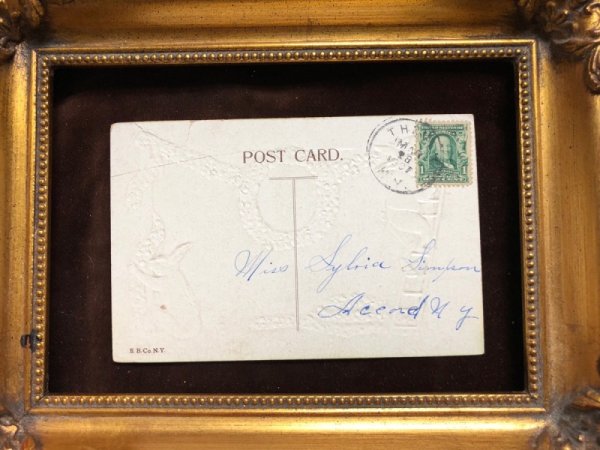 POST CARD.
Miss Sylvia Simpson
Accord N y
B. B. Co. N. Y.